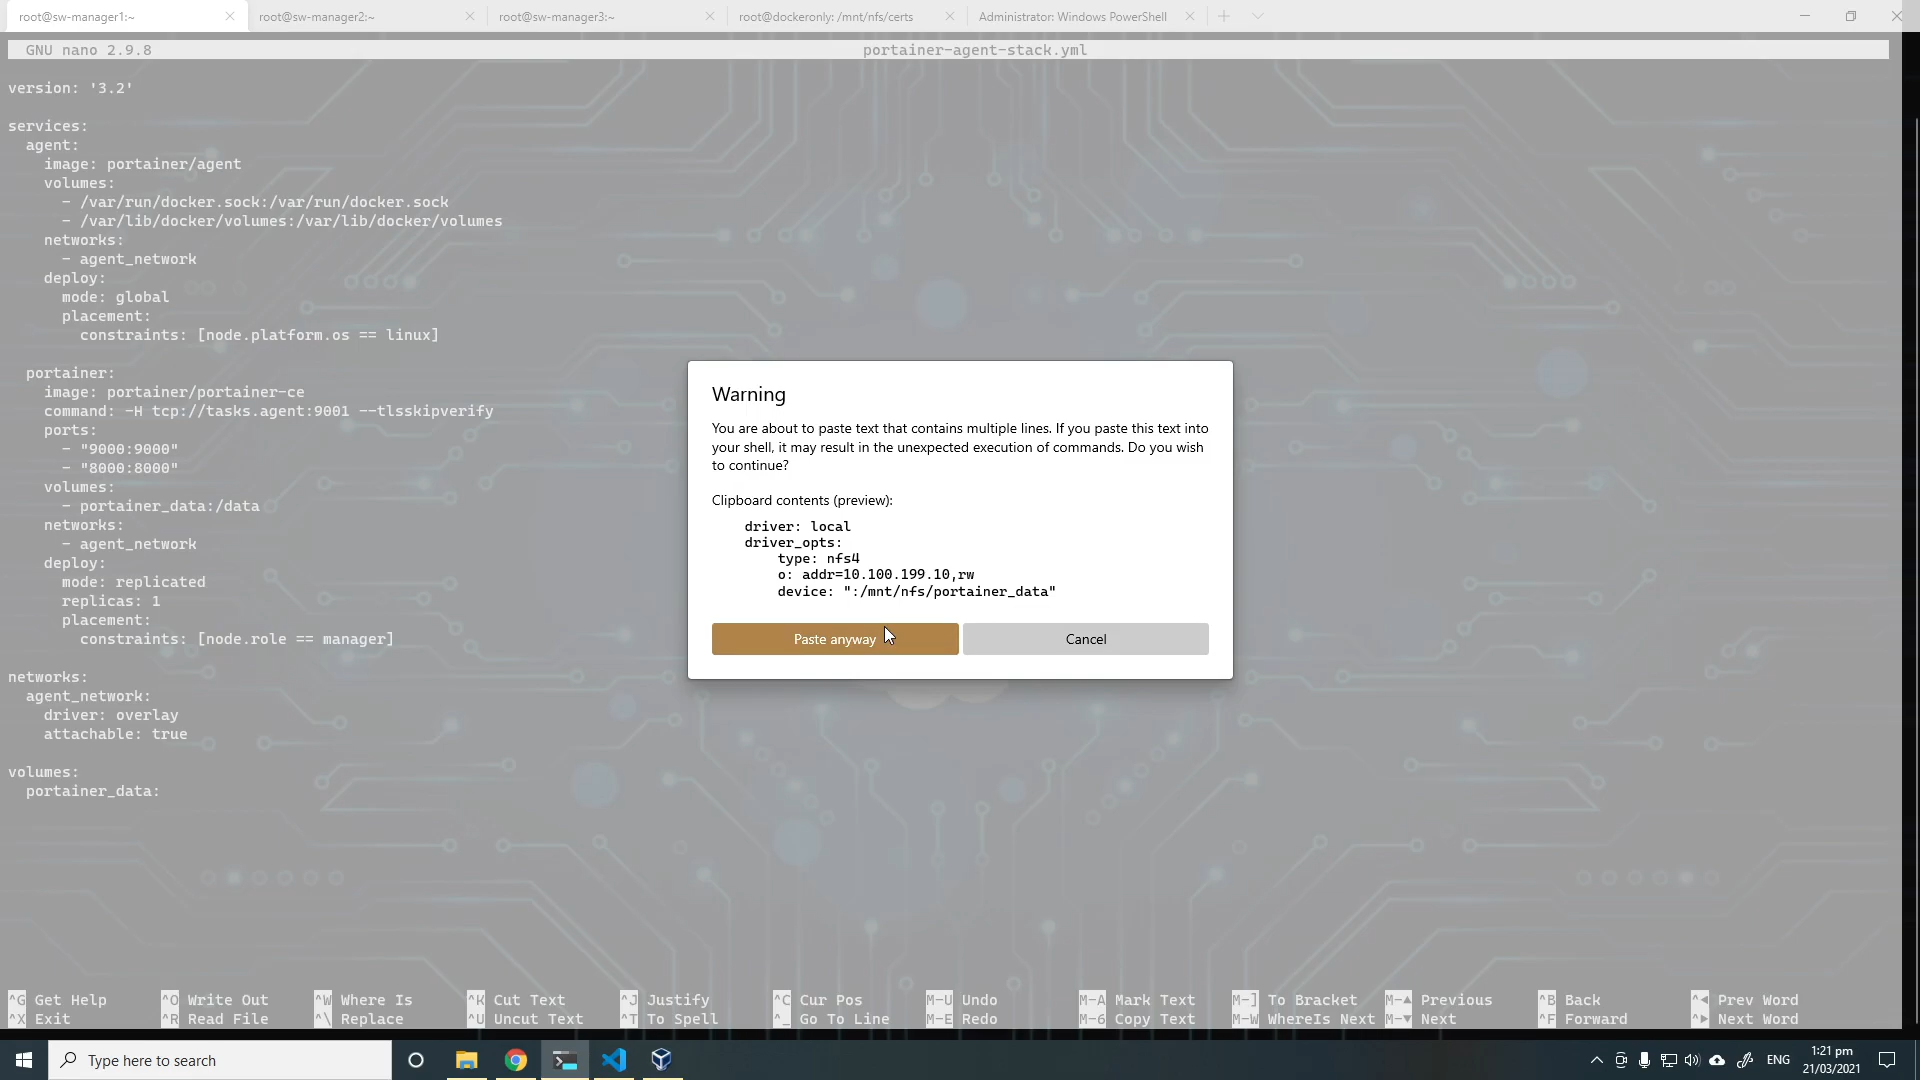 root@sw-manager1:~
root@sw-manager2:~
root@sw-manager3:~
root@dockeronly: /mnt/nfs/certs
Administrator: Windows PowerShell
GNU nano 2.9.8
portainer-agent-stack.yml
version: '3.2'
services:
agent:
image: portainer/agent
volumes:
- /var/run/docker.sock:/var/run/docker.sock
- /var/lib/docker/volumes:/var/lib/docker/volumes
networks:
- agent_network
deploy:
mode: global
placement:
constraints: [node.platform.os == linux]
portainer:
image: portainer/portainer-ce
command: -H tcp://tasks.agent:9001 --tlsskipverify
ports:
- "9000:9000"
- "8000:8000"
volumes:
- portainer_data:/data
networks:
- agent_network
deploy:
mode: replicated
replicas: 1
placement:
constraints: [node.role == manager]
networks:
agent_network:
driver: overlay
attachable: true
volumes:
portainer_data:
Warning
You are about to paste text that contains multiple lines. If you paste this text into
your shell, it may result in the unexpected execution of commands. Do you wish
to continue?
Clipboard contents (preview):
driver: local
driver_opts:
type: nfs4
o: addr=10.100.199.10,rw
device: ":/mnt/nfs/portainer_data"
Paste anyway
Cancel
^G Get Help ^O Write Out ^W Where Is ^K Cut Text ^J Justify ^C Cur Pos M-U Undo M-A Mark Text M-] To Bracket M-▲ Previous ^B Back ^◄ Prev Word
^X Exit ^R Read File ^\ Replace ^U Uncut Text ^T To Spell ^_ Go To Line M-E Redo M-6 Copy Text M-W WhereIs Next M-▼ Next ^F Forward ^► Next Word
Type here to search
ENG
1:21 pm
21/03/2021